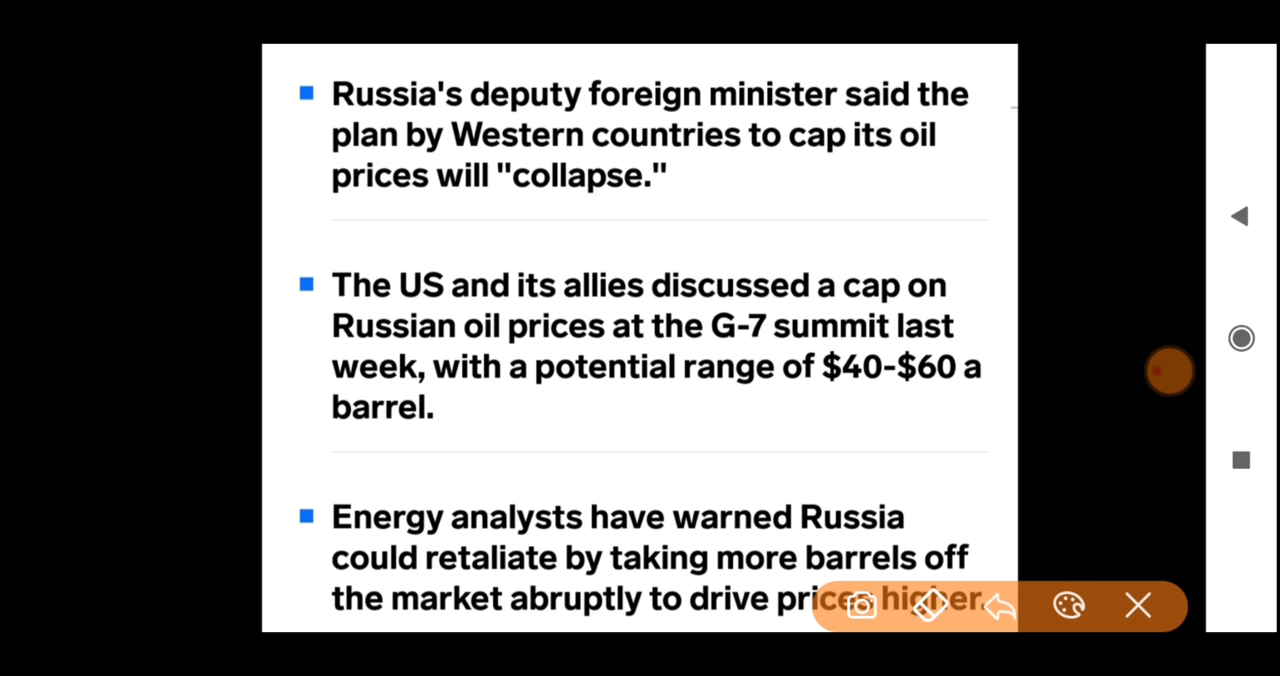 Russia's deputy foreign minister said the
plan by Western countries to cap its oil
prices will "collapse."
The US and its allies discussed a cap on
Russian oil prices at the G-7 summit last
week, with a potential range of $40-$60 a
barrel.
Energy analysts have warned Russia
could retaliate by taking more barrels off
the market abruptly to drive prices higher.